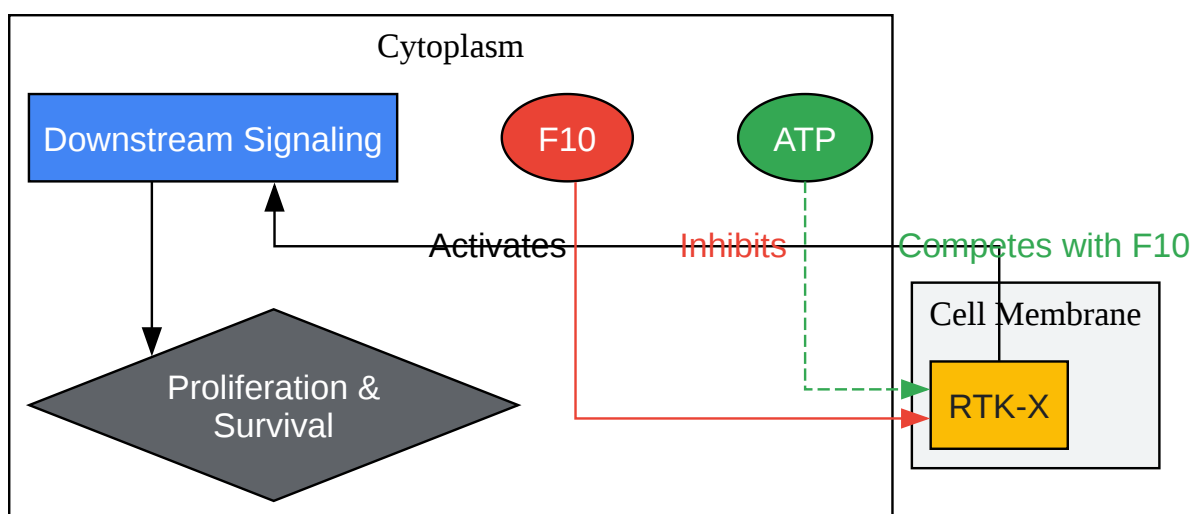 Cytoplasm
Downstream Signaling
F10
ATP
Activates
Inhibits
Competes with F10
Cell Membrane
Proliferation &
Survival
RTK-X